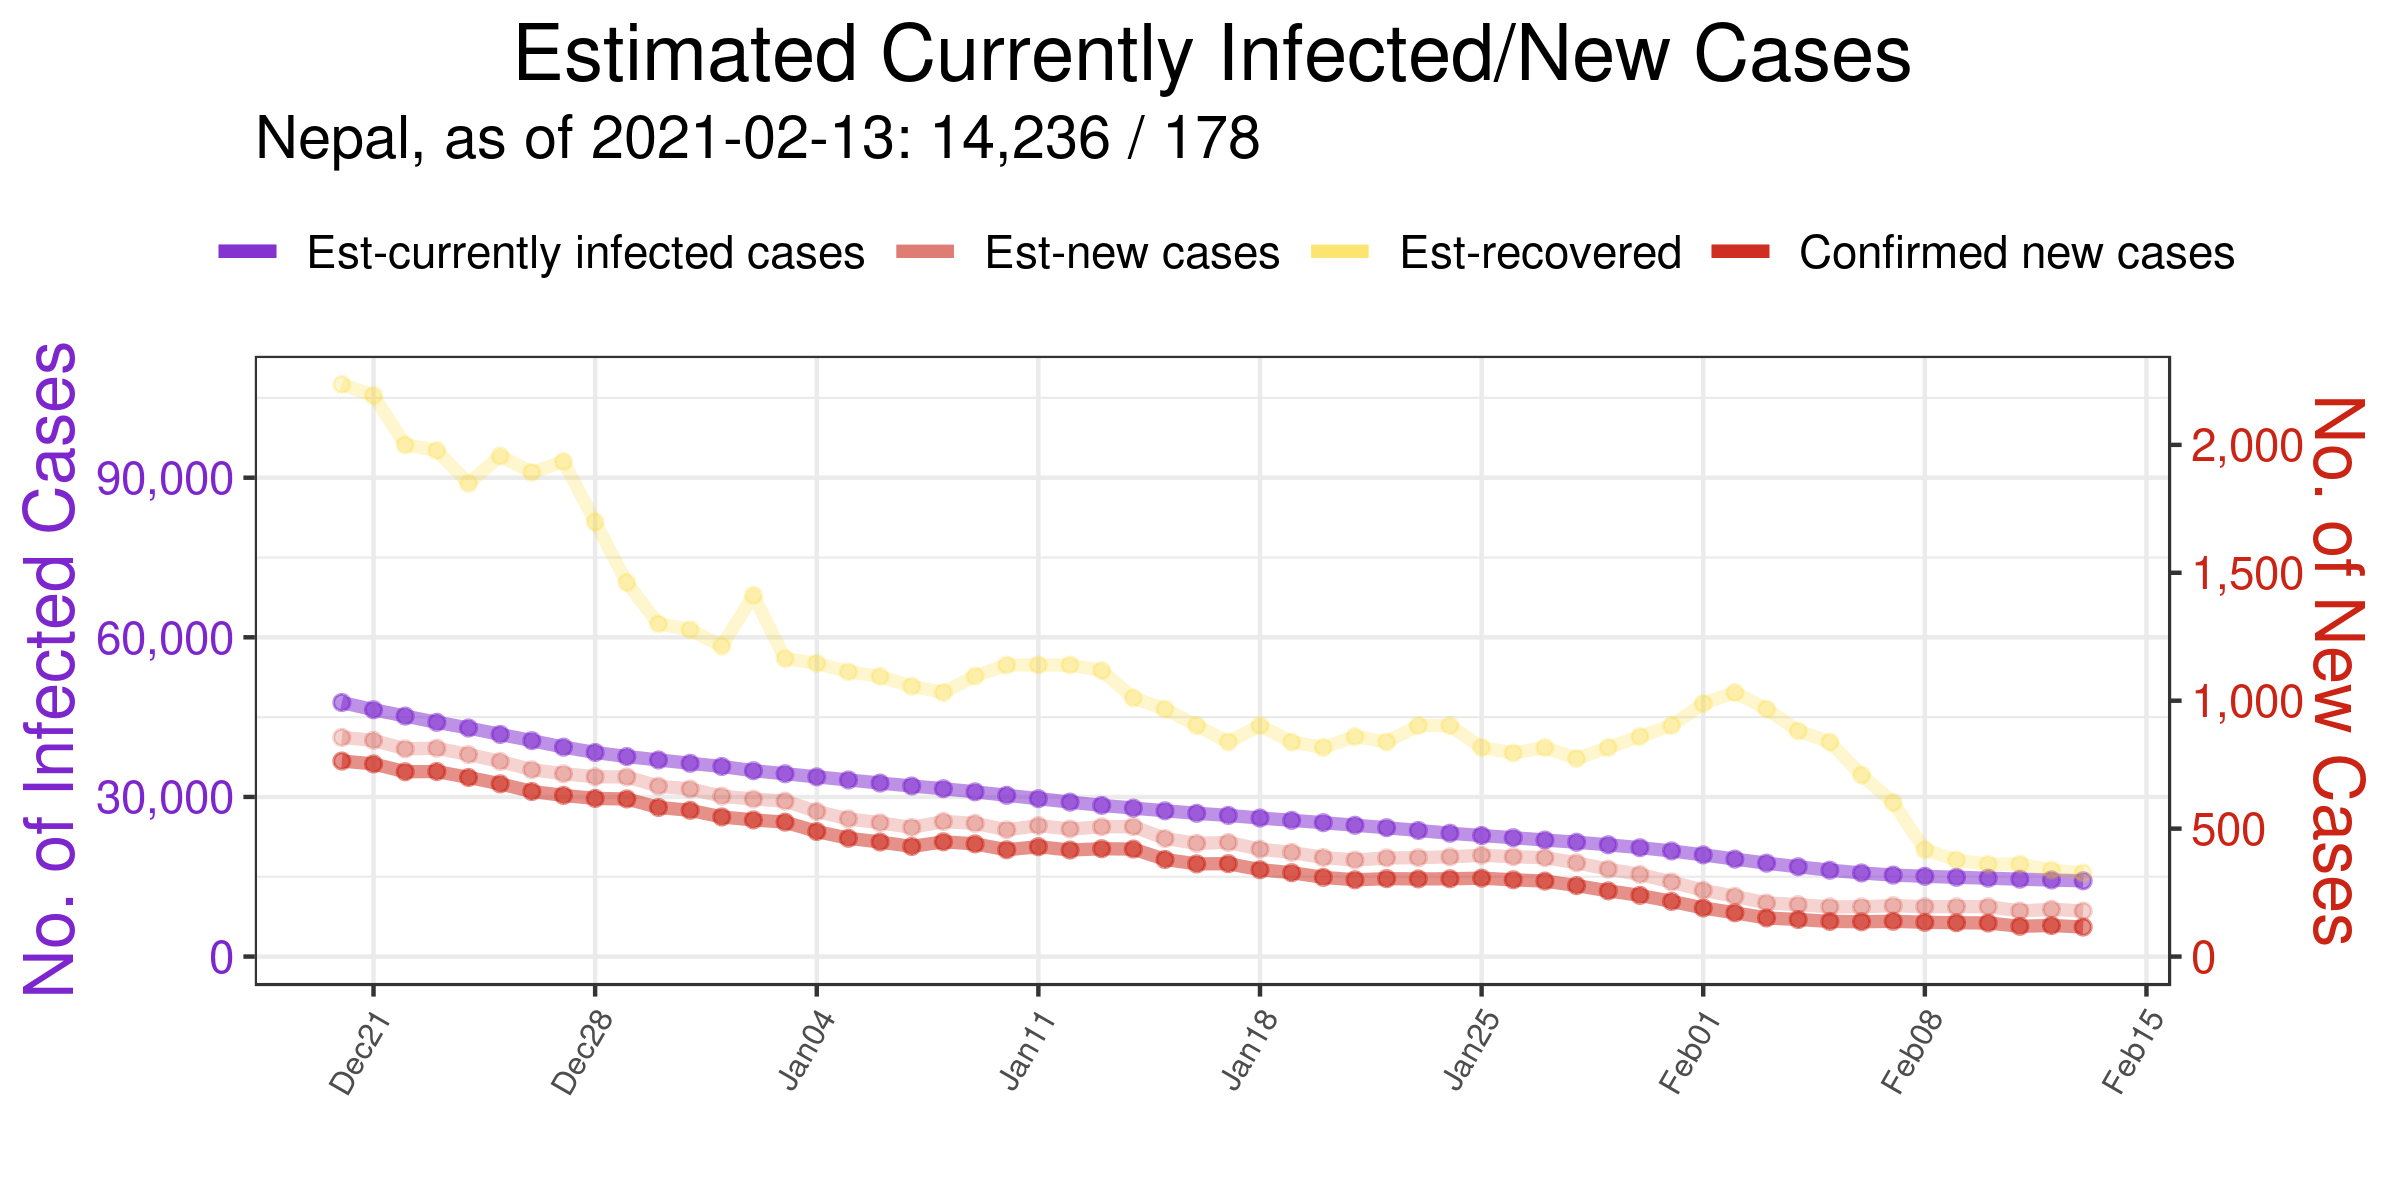 Estimated Currently Infected/New Cases
Nepal, as of 2021-02-13: 14,236 / 178
Est-currently infected cases Est-new cases Est-recovered Confirmed new cases
No. of Infected Cases
90,000
60,000
30,000
0
2,000
1,500
1,000
500
0
No. of New Cases
Dec21 Dec28 Jan04 Jan11 Jan18 Jan25 Feb01 Feb08 Feb15